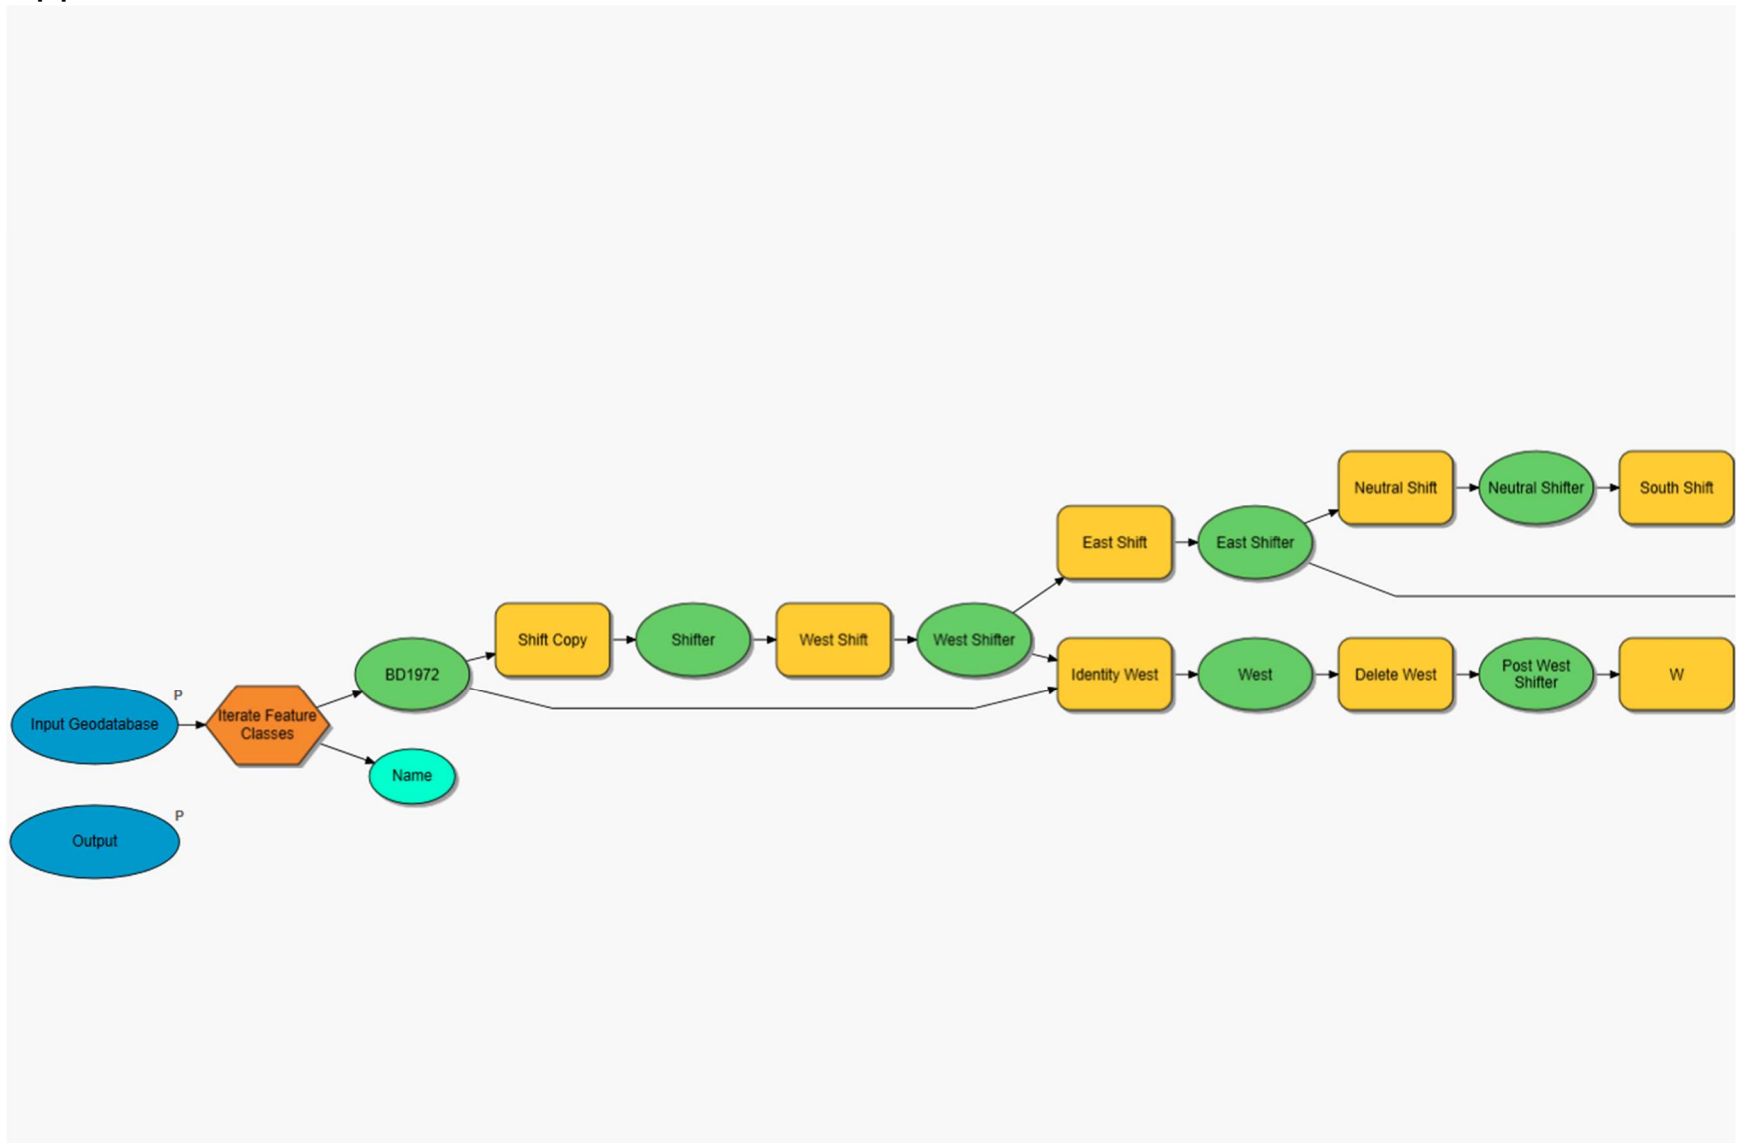 Neutral Shift
Neutral Shifter
South Shift
East Shift
East Shifter
Shift Copy
Shifter
West Shift
West Shifter
BD1972
Identity West
West
Delete West
Post West
Shifter
W
P
Input Geodatabase
Iterate Feature
Classes
Name
P
Output